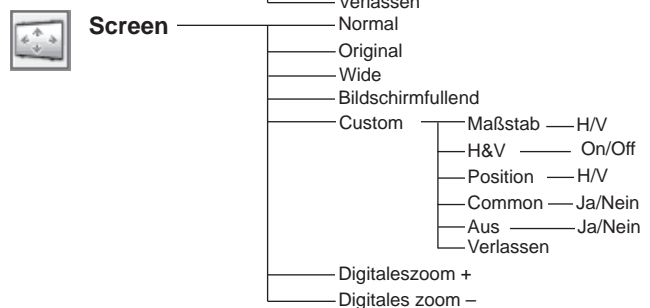 Verlassen
Screen
Normal
Original
Wide
Bildschirmfullend
Custom
Maßstab H/V
H&V On/Off
Position H/V
Common Ja/Nein
Aus Ja/Nein
Verlassen
Digitaleszoom +
Digitales zoom –